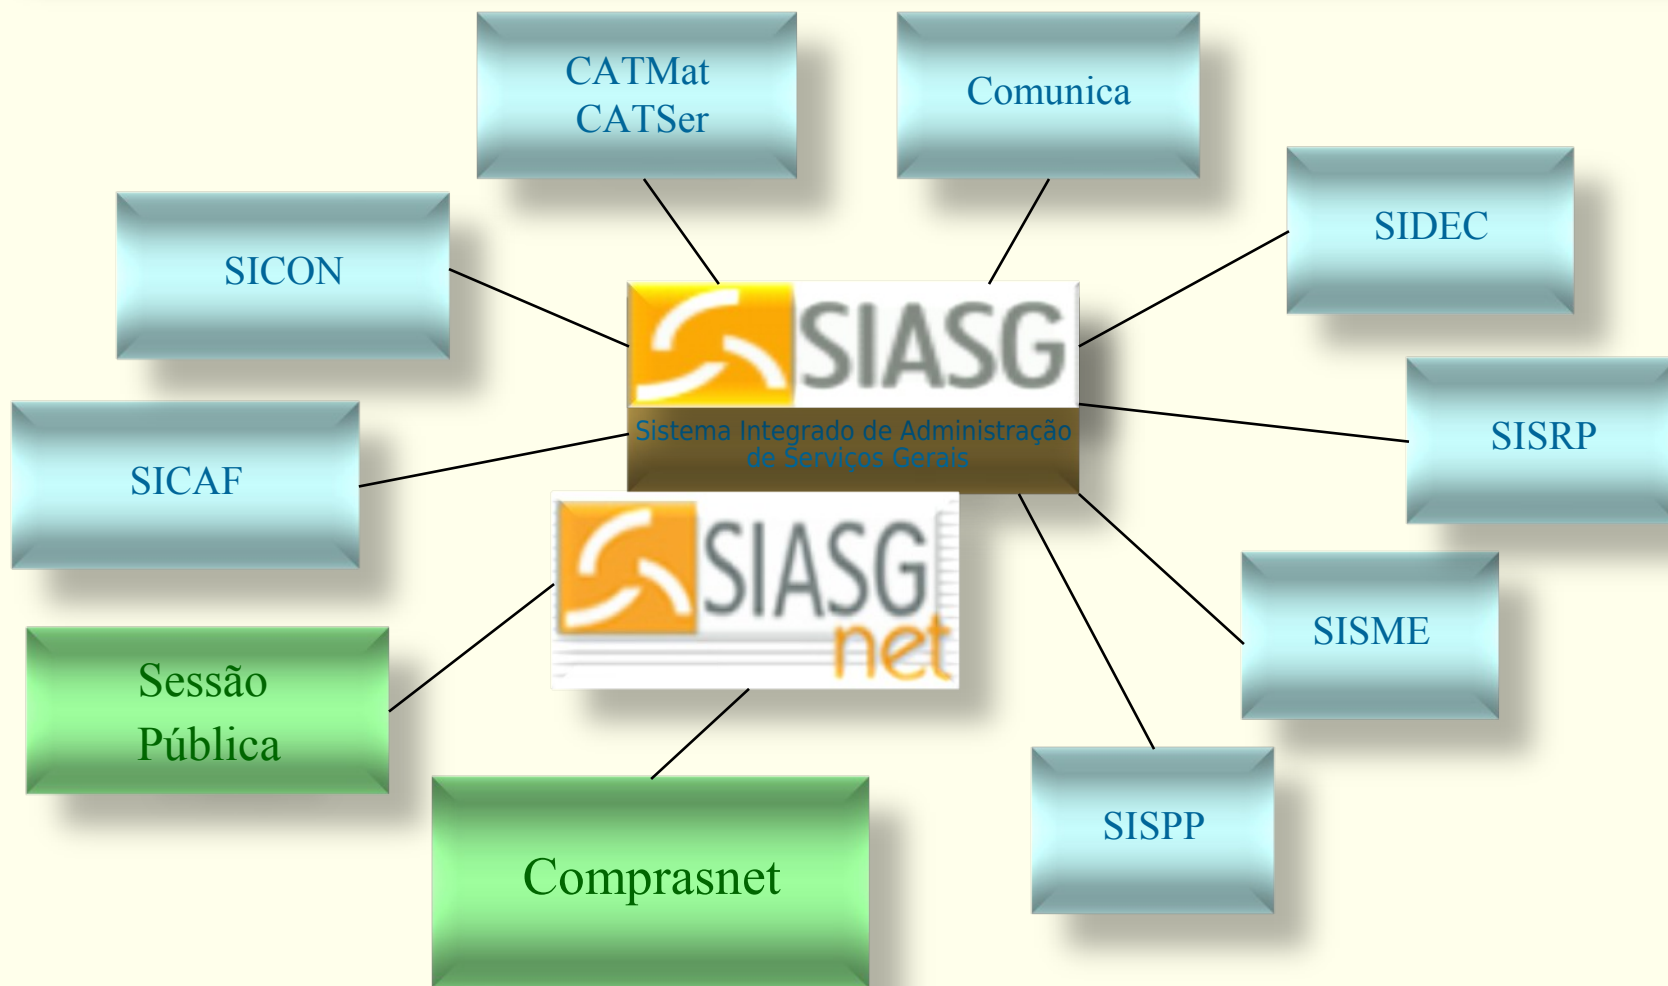 CATMat
CATSer
Comunica
SIDEC
SICON
SIASG
Sistema Integrado de Administração
de Serviços Gerais
SISRP
SICAF
SIASG
net
SISME
Sessão
Pública
SISPP
Comprasnet